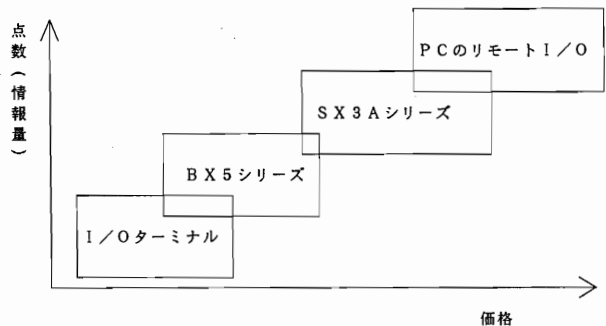 点数（情報量）
PCのリモートI／O
SX3Aシリーズ
BX5シリーズ
I／Oターミナル
価格